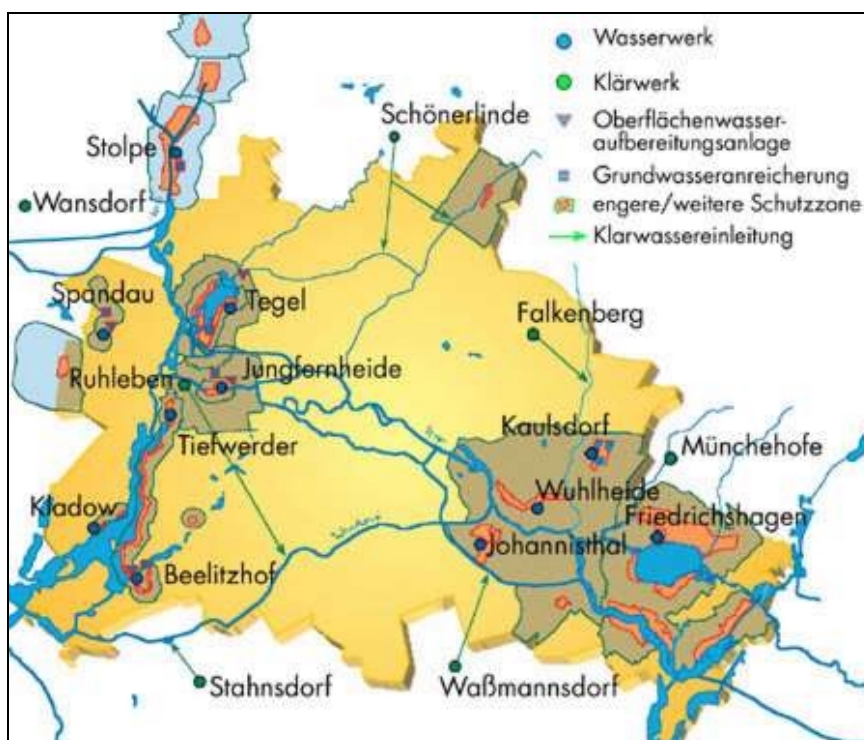 Wasserwerk
Klärwerk
Oberflächenwasser-
aufbereitungsanlage
Grundwasseranreicherung
engere/weitere Schutzzone
Klarwassereinleitung
Schönerlinde
Stolpe
Wansdorf
Spandau
Tegel
Falkenberg
Ruhleben
Jungfernheide
Tiefwerder
Kaulsdorf
Münchehofe
Wuhlheide
Kladow
Friedrichshagen
Johannisthal
Beelitzhof
Stahnsdorf
Waßmannsdorf